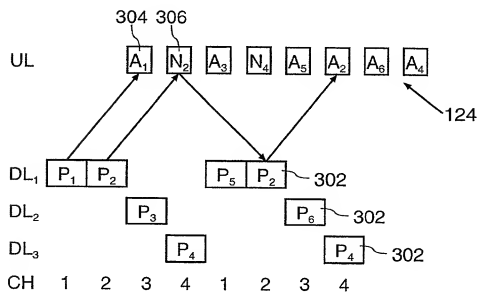 304 306
UL A₁ N₂ A₃ N₄ A₅ A₂ A₆ A₄
124
DL₁ P₁ P₂ P₅ P₂ 302
DL₂ P₃ P₆ 302
DL₃ P₄ P₄ 302
CH 1 2 3 4 1 2 3 4